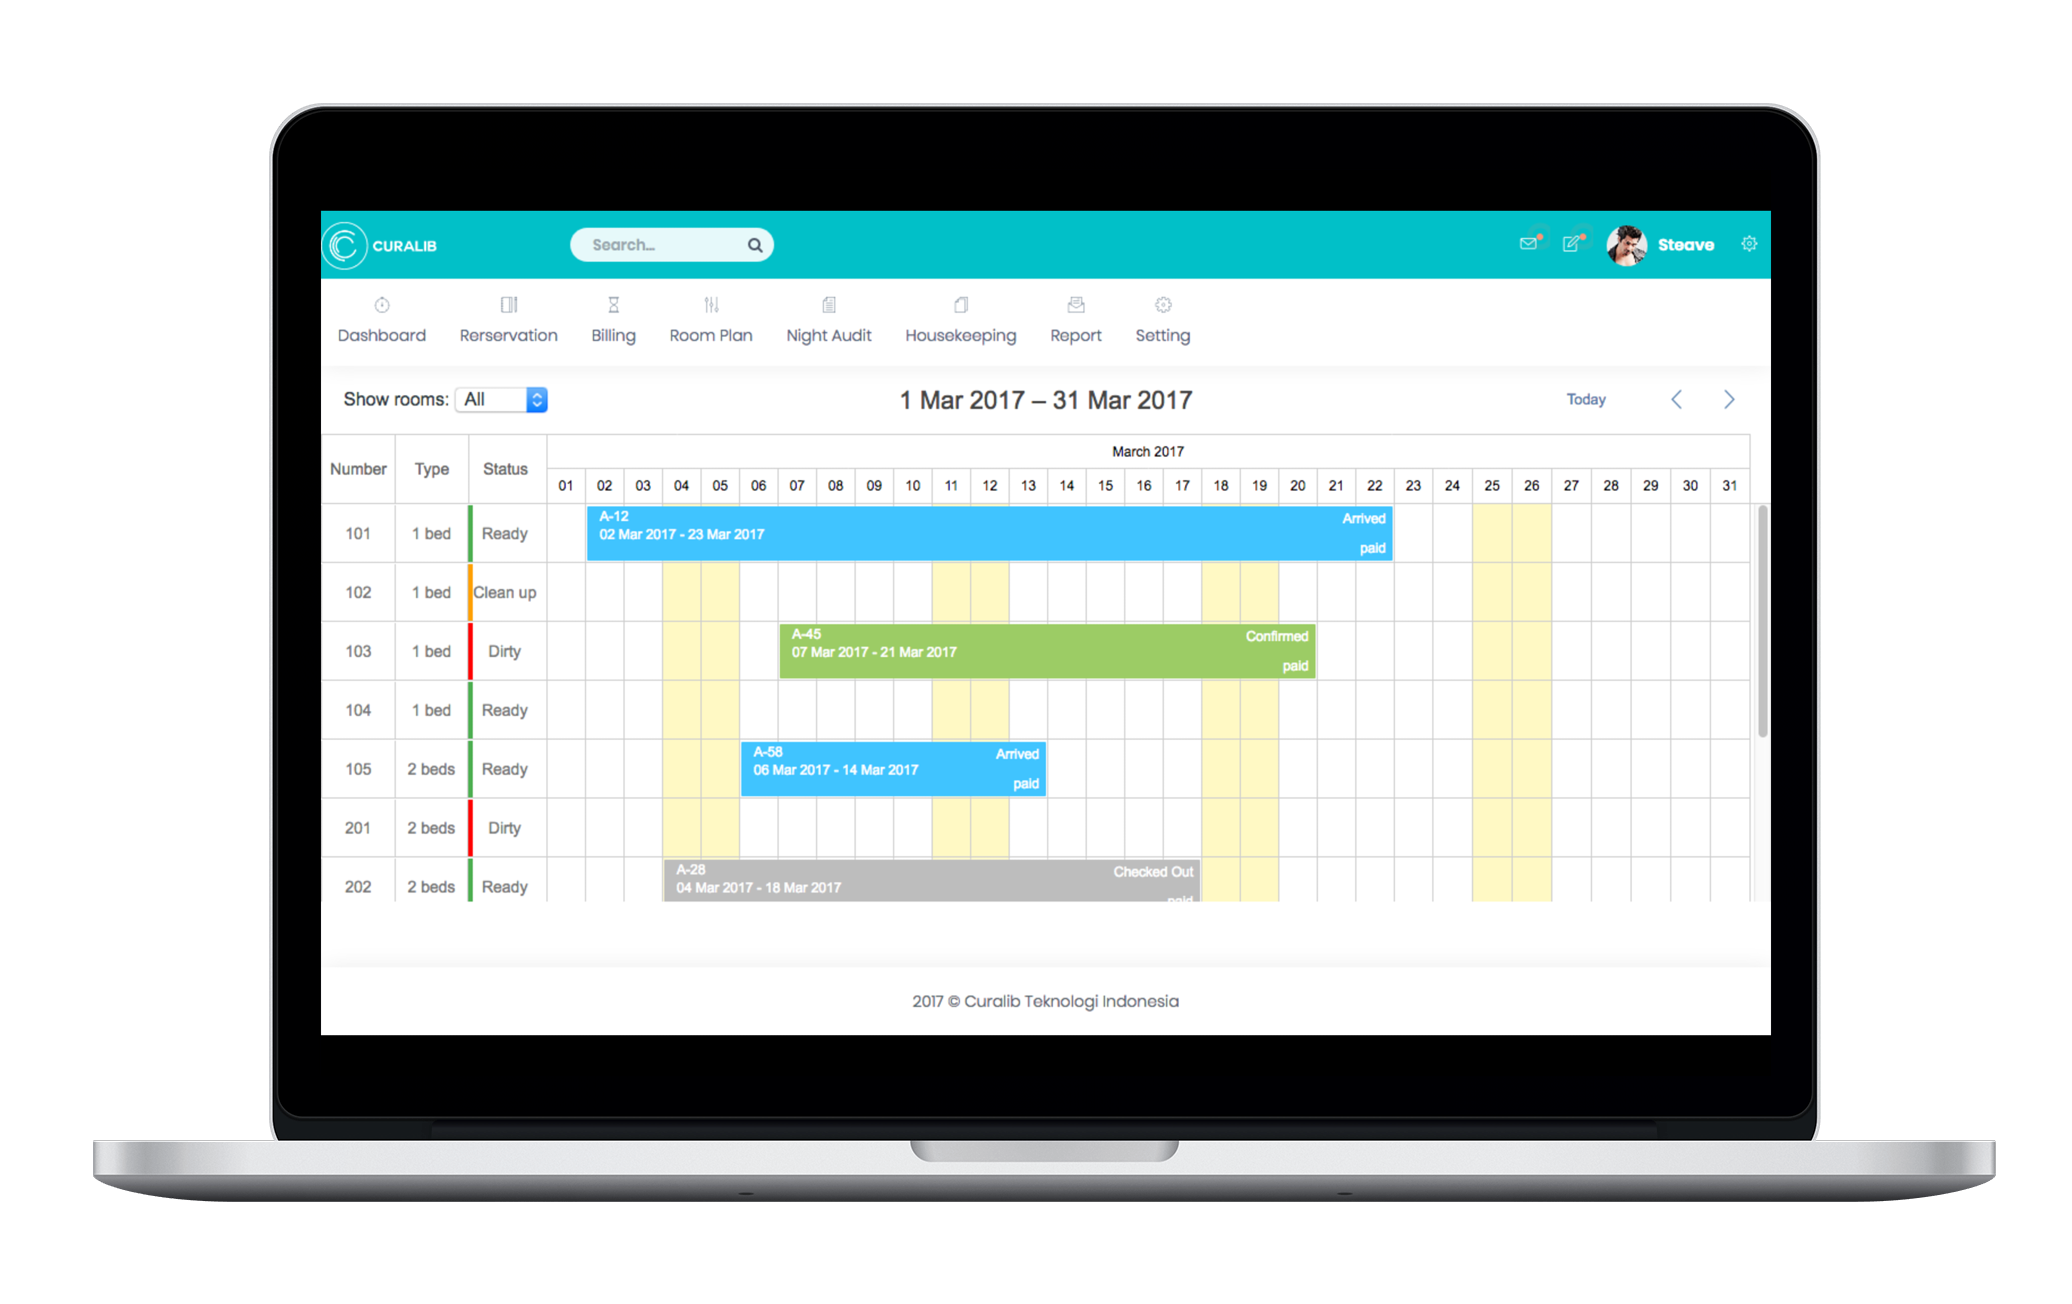 CURALIB
Search...
Steave
Dashboard Rerservation Billing Room Plan Night Audit Housekeeping Report Setting
Show rooms: All
1 Mar 2017 – 31 Mar 2017
Today
Number Type Status
March 2017
01 02 03 04 05 06 07 08 09 10 11 12 13 14 15 16 17 18 19 20 21 22 23 24 25 26 27 28 29 30 31
101 1 bed Ready
A-12
02 Mar 2017 - 23 Mar 2017
Arrived
paid
102 1 bed Clean up
103 1 bed Dirty
A-45
07 Mar 2017 - 21 Mar 2017
Confirmed
paid
104 1 bed Ready
105 2 beds Ready
A-58
06 Mar 2017 - 14 Mar 2017
Arrived
paid
201 2 beds Dirty
202 2 beds Ready
A-28
04 Mar 2017 - 18 Mar 2017
Checked Out
paid
2017 © Curalib Teknologi Indonesia